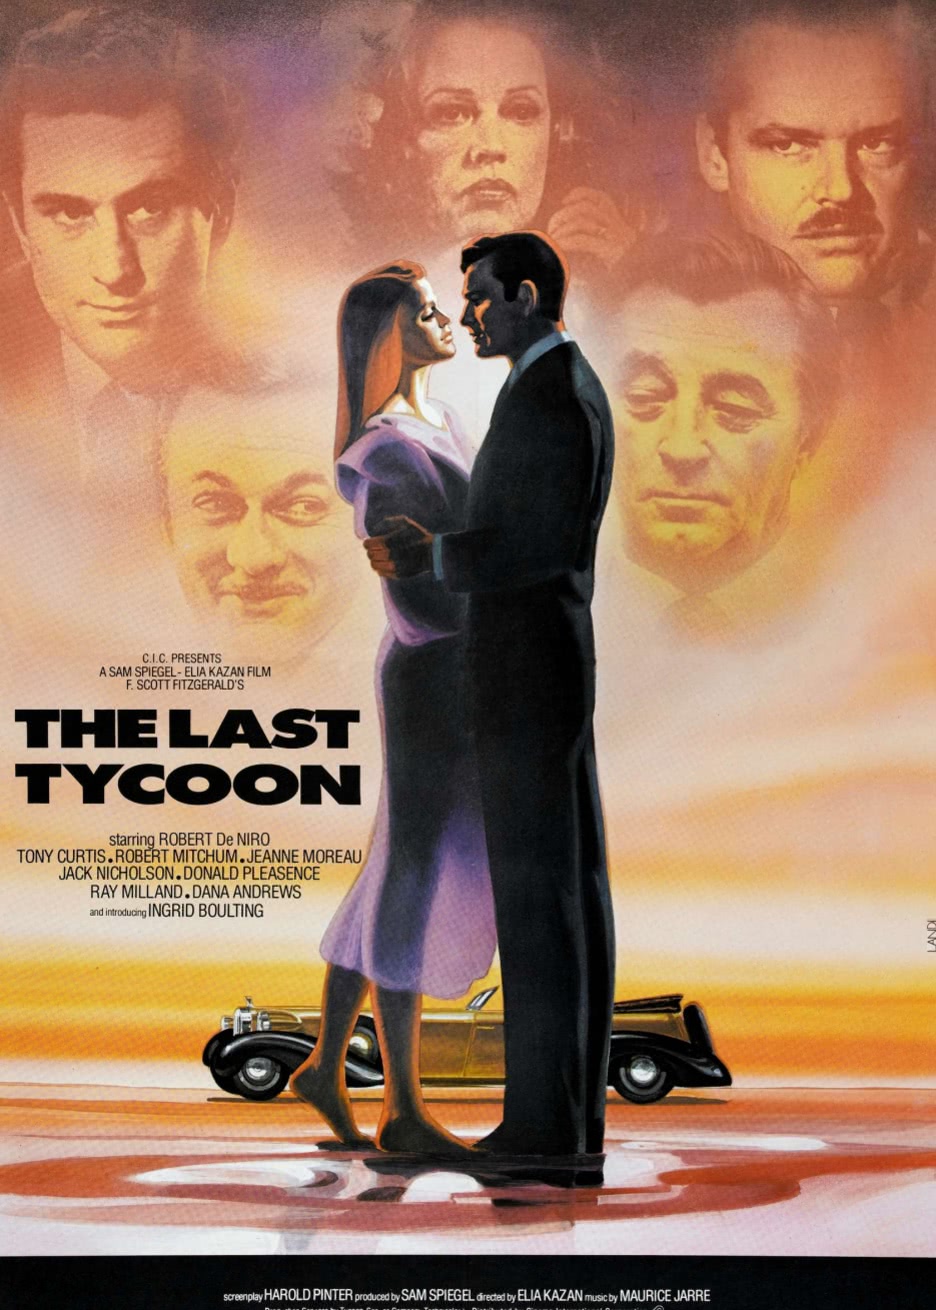 C.I.C. PRESENTS
A SAM SPIEGEL - ELIA KAZAN FILM
F. SCOTT FITZGERALD'S
THE LAST
TYCOON
starring ROBERT De NIRO
TONY CURTIS • ROBERT MITCHUM • JEANNE MOREAU
JACK NICHOLSON • DONALD PLEASENCE
RAY MILLAND • DANA ANDREWS
and introducing INGRID BOULTING
LANDI
screenplay HAROLD PINTER produced by SAM SPIEGEL directed by ELIA KAZAN music by MAURICE JARRE